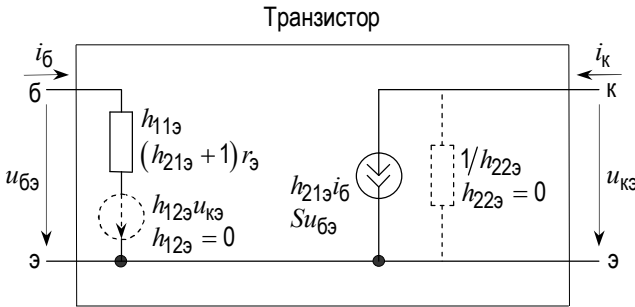 Транзистор
iб
iк
б
к
h11э
(h21э + 1) rэ
1/h22э
h22э = 0
uбэ
h21эiб
Suбэ
uкэ
h12эuкэ
h12э = 0
э
э